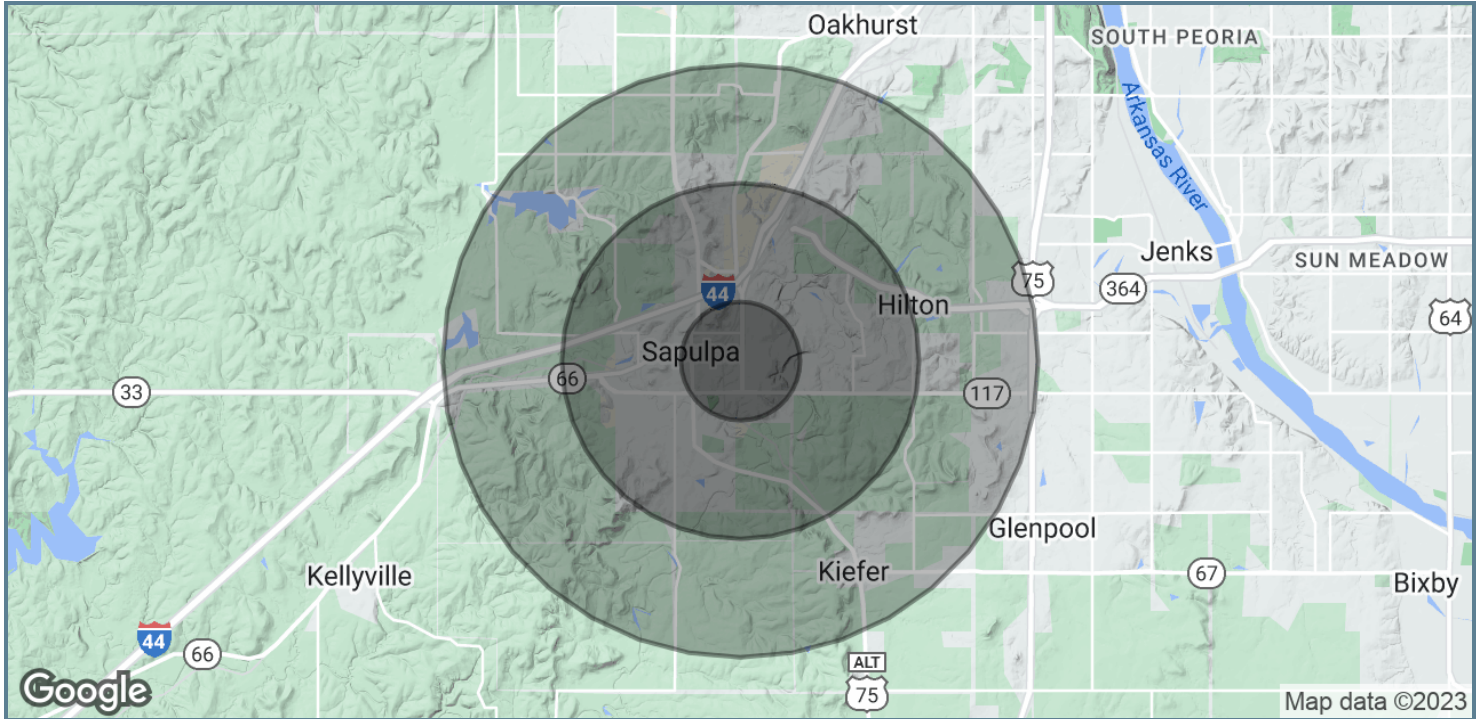 Oakhurst
SOUTH PEORIA
Arkansas River
Jenks
SUN MEADOW
75
364
44
Hilton
64
Sapulpa
66
33
117
Glenpool
Kellyville
Kiefer
67
Bixby
44
66
ALT
75
Google
Map data ©2023